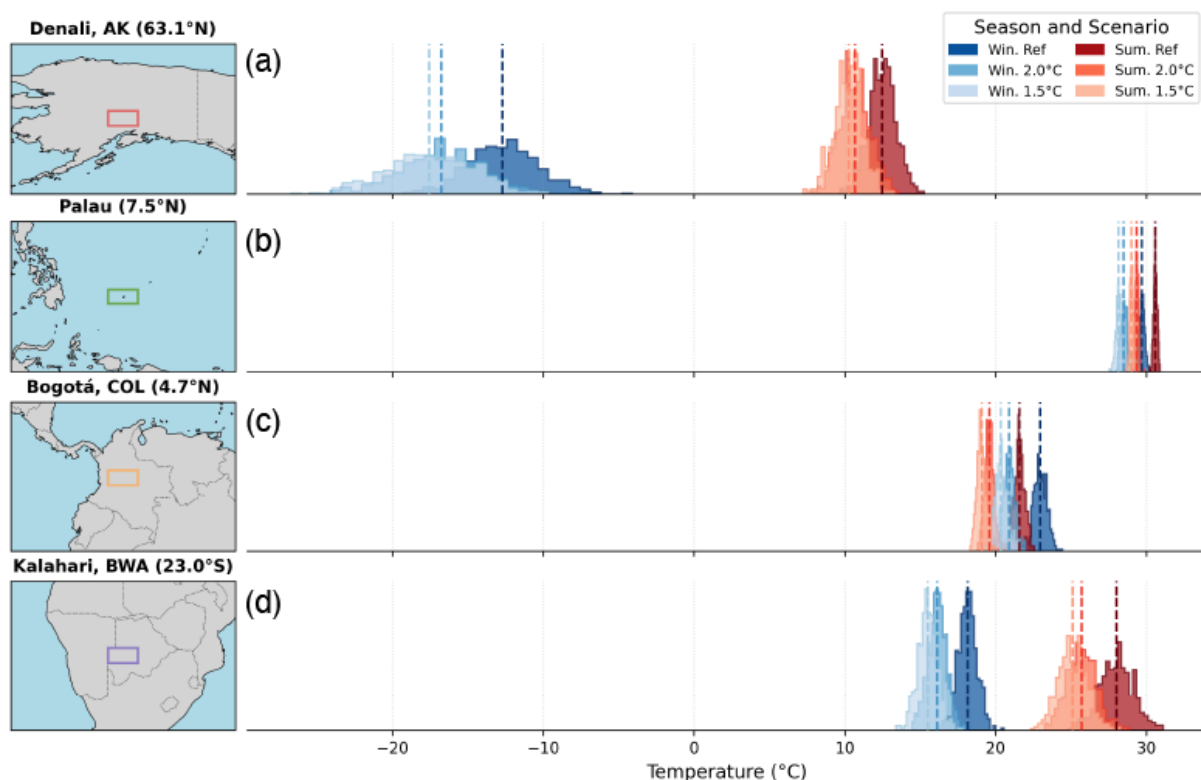 Denali, AK (63.1°N)
(a)
Season and Scenario
Win. Ref
Sum. Ref
Win. 2.0°C
Sum. 2.0°C
Win. 1.5°C
Sum. 1.5°C
Palau (7.5°N)
(b)
Bogotá, COL (4.7°N)
(c)
Kalahari, BWA (23.0°S)
(d)
−20
−10
0
10
20
30
Temperature (°C)